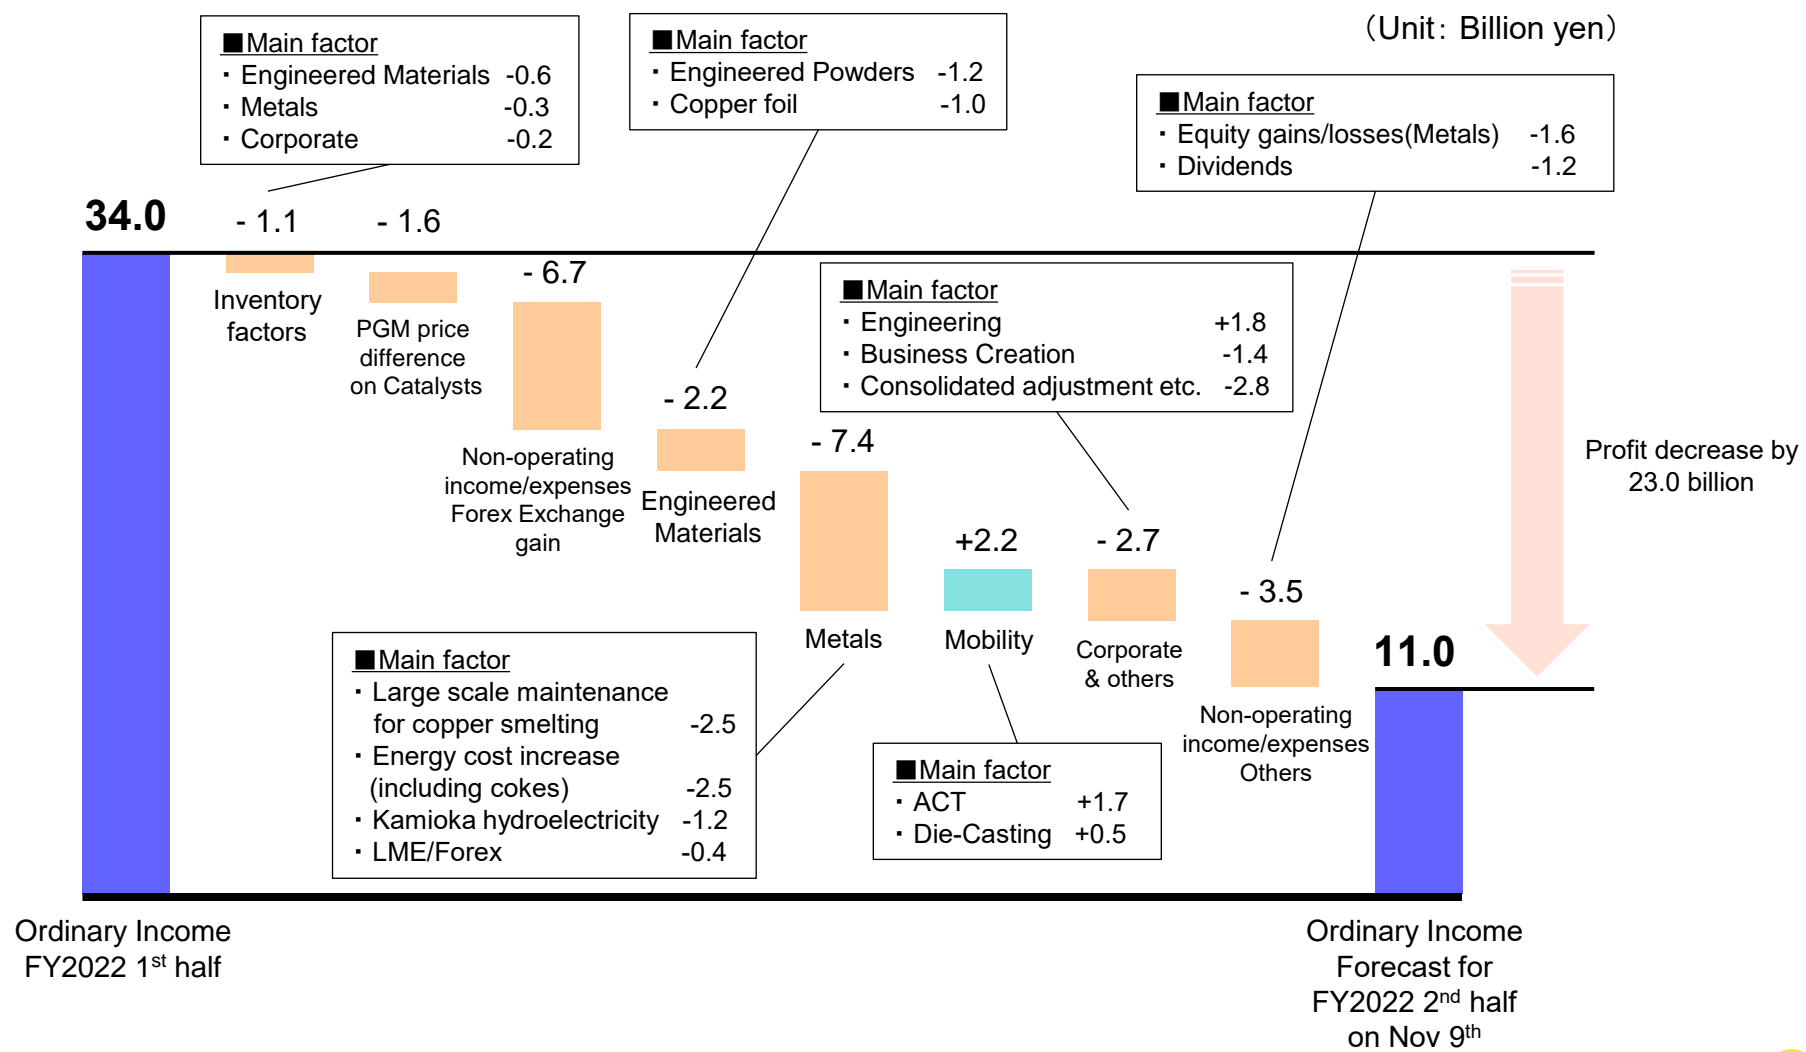 (Unit: Billion yen)
■Main factor
・Engineered Materials -0.6
・Metals -0.3
・Corporate -0.2
■Main factor
・Engineered Powders -1.2
・Copper foil -1.0
■Main factor
・Equity gains/losses(Metals) -1.6
・Dividends -1.2
34.0
- 1.1
- 1.6
- 6.7
Inventory
factors
PGM price
difference
on Catalysts
Non-operating
income/expenses
Forex Exchange
gain
- 2.2
Engineered
Materials
- 7.4
Metals
■Main factor
・Engineering +1.8
・Business Creation -1.4
・Consolidated adjustment etc. -2.8
+2.2
Mobility
- 2.7
Corporate
& others
- 3.5
Non-operating
income/expenses
Others
11.0
Profit decrease by
23.0 billion
■Main factor
・Large scale maintenance
for copper smelting -2.5
・Energy cost increase
(including cokes) -2.5
・Kamioka hydroelectricity -1.2
・LME/Forex -0.4
■Main factor
・ACT +1.7
・Die-Casting +0.5
Ordinary Income
FY2022 1st half
Ordinary Income
Forecast for
FY2022 2nd half
on Nov 9th